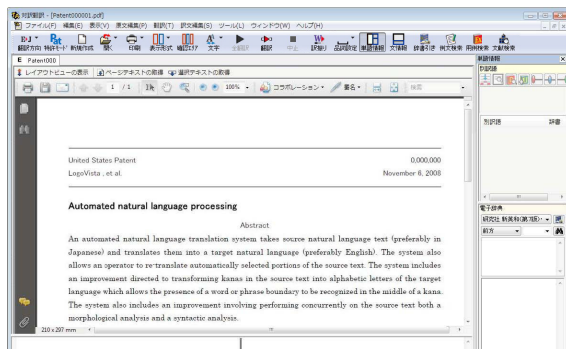 対訳翻訳 - [Patent000001.pdf]
ファイル(F) 編集(E) 表示(V) 原文編集(P) 翻訳(T) 訳文編集(S) ツール(L) ウィンドウ(W) ヘルプ(H)
翻訳方向 特許モード 新規作成 開く 印刷 表示形式 確認エリア 文字 全翻訳 翻訳 中止 訳振り 品詞設定 単語情報 文情報 辞書引き 例文検索 用例検索 文献検索
E Patent000
レイアウトビューの表示 ページテキストの取得 選択テキストの取得
1 / 1 100% コラボレーション 署名 検索
United States Patent 0,000,000
LogoVista , et al. November 6, 2008
Automated natural language processing
Abstract
An automated natural language translation system takes source natural language text (preferably in
Japanese) and translates them into a target natural language (preferably English). The system also
allows an operator to re-translate automatically selected portions of the source text. The system includes
an improvement directed to transforming kanas in the source text into alphabetic letters of the target
language which allows the presence of a word or phrase boundary to be recognized in the middle of a kana.
The system also includes an improvement involving performing concurrently on the source text both a
morphological analysis and a syntactic analysis.
210 x 297 mm
単語情報
別訳語
別訳語 辞書
電子辞典
研究社 新英和(第7版)
前方